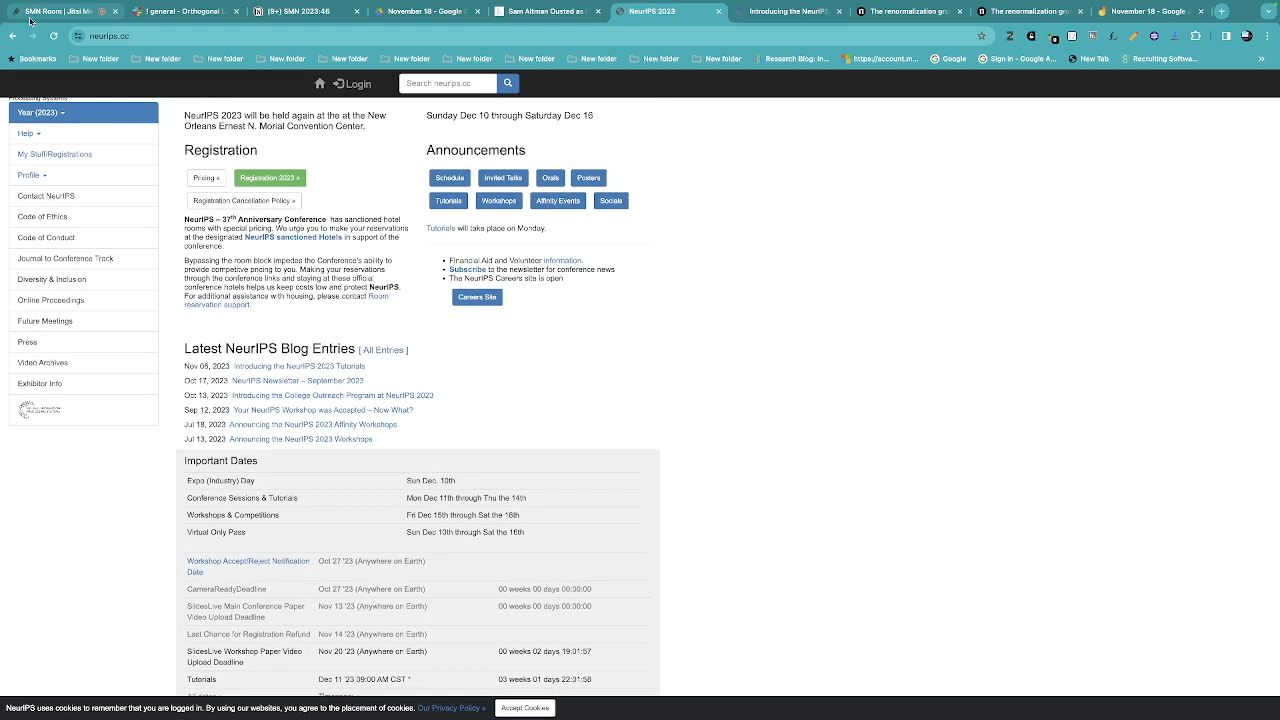 SMN Room | Jitsi Me
general - Orthogonal L
(9+) SMN 2023:46
November 18 - Google D
Sam Altman Ousted as
NeurIPS 2023
Introducing the NeurIPS
The renormalization gro
The renormalization gro
November 18 - Google
neurips.cc
Bookmarks New folder New folder New folder New folder New folder New folder New folder New folder New folder Research Blog: In... https://account.m... Google Sign in - Google A... New Tab Recruiting Softwa... »
Login
Search neurips.cc
Processing Systems
Year (2023)
Help
My Stuff/Registrations
Profile
Contact NeurIPS
Code of Ethics
Code of Conduct
Journal to Conference Track
Diversity & Inclusion
Online Proceedings
Future Meetings
Press
Video Archives
Exhibitor Info
NeurIPS 2023 will be held again at the at the New
Orleans Ernest N. Morial Convention Center.
Sunday Dec 10 through Saturday Dec 16
Registration
Pricing » Registration 2023 »
Registration Cancellation Policy »
NeurIPS – 37th Anniversary Conference has sanctioned hotel
rooms with special pricing. We urge you to make your reservations
at the designated NeurIPS sanctioned Hotels in support of the
conference.
Bypassing the room block impedes the Conference's ability to
provide competitive pricing to you. Making your reservations
through the conference links and staying at these official
conference hotels helps us keep costs low and protect NeurIPS.
For additional assistance with housing, please contact Room
reservation support.
Announcements
Schedule Invited Talks Orals Posters
Tutorials Workshops Affinity Events Socials
Tutorials will take place on Monday.
• Financial Aid and Volunteer information.
• Subscribe to the newsletter for conference news
• The NeurIPS Careers site is open
Careers Site
Latest NeurIPS Blog Entries [ All Entries ]
Nov 06, 2023 Introducing the NeurIPS 2023 Tutorials
Oct 17, 2023 NeurIPS Newsletter – September 2023
Oct 13, 2023 Introducing the College Outreach Program at NeurIPS 2023
Sep 12, 2023 Your NeurIPS Workshop was Accepted – Now What?
Jul 18, 2023 Announcing the NeurIPS 2023 Affinity Workshops
Jul 13, 2023 Announcing the NeurIPS 2023 Workshops
Important Dates
Expo (Industry) Day Sun Dec. 10th
Conference Sessions & Tutorials Mon Dec 11th through Thu the 14th
Workshops & Competitions Fri Dec 15th through Sat the 16th
Virtual Only Pass Sun Dec 10th through Sat the 16th
Workshop Accept/Reject Notification Oct 27 '23 (Anywhere on Earth)
Date
CameraReadyDeadline Oct 27 '23 (Anywhere on Earth) 00 weeks 00 days 00:00:00
SlidesLive Main Conference Paper Nov 13 '23 (Anywhere on Earth) 00 weeks 00 days 00:00:00
Video Upload Deadline
Last Chance for Registration Refund Nov 14 '23 (Anywhere on Earth)
SlidesLive Workshop Paper Video Nov 20 '23 (Anywhere on Earth) 00 weeks 02 days 19:01:57
Upload Deadline
Tutorials Dec 11 '23 09:00 AM CST * 03 weeks 01 days 22:01:58
NeurIPS uses cookies to remember that you are logged in. By using our websites, you agree to the placement of cookies. Our Privacy Policy » Accept Cookies